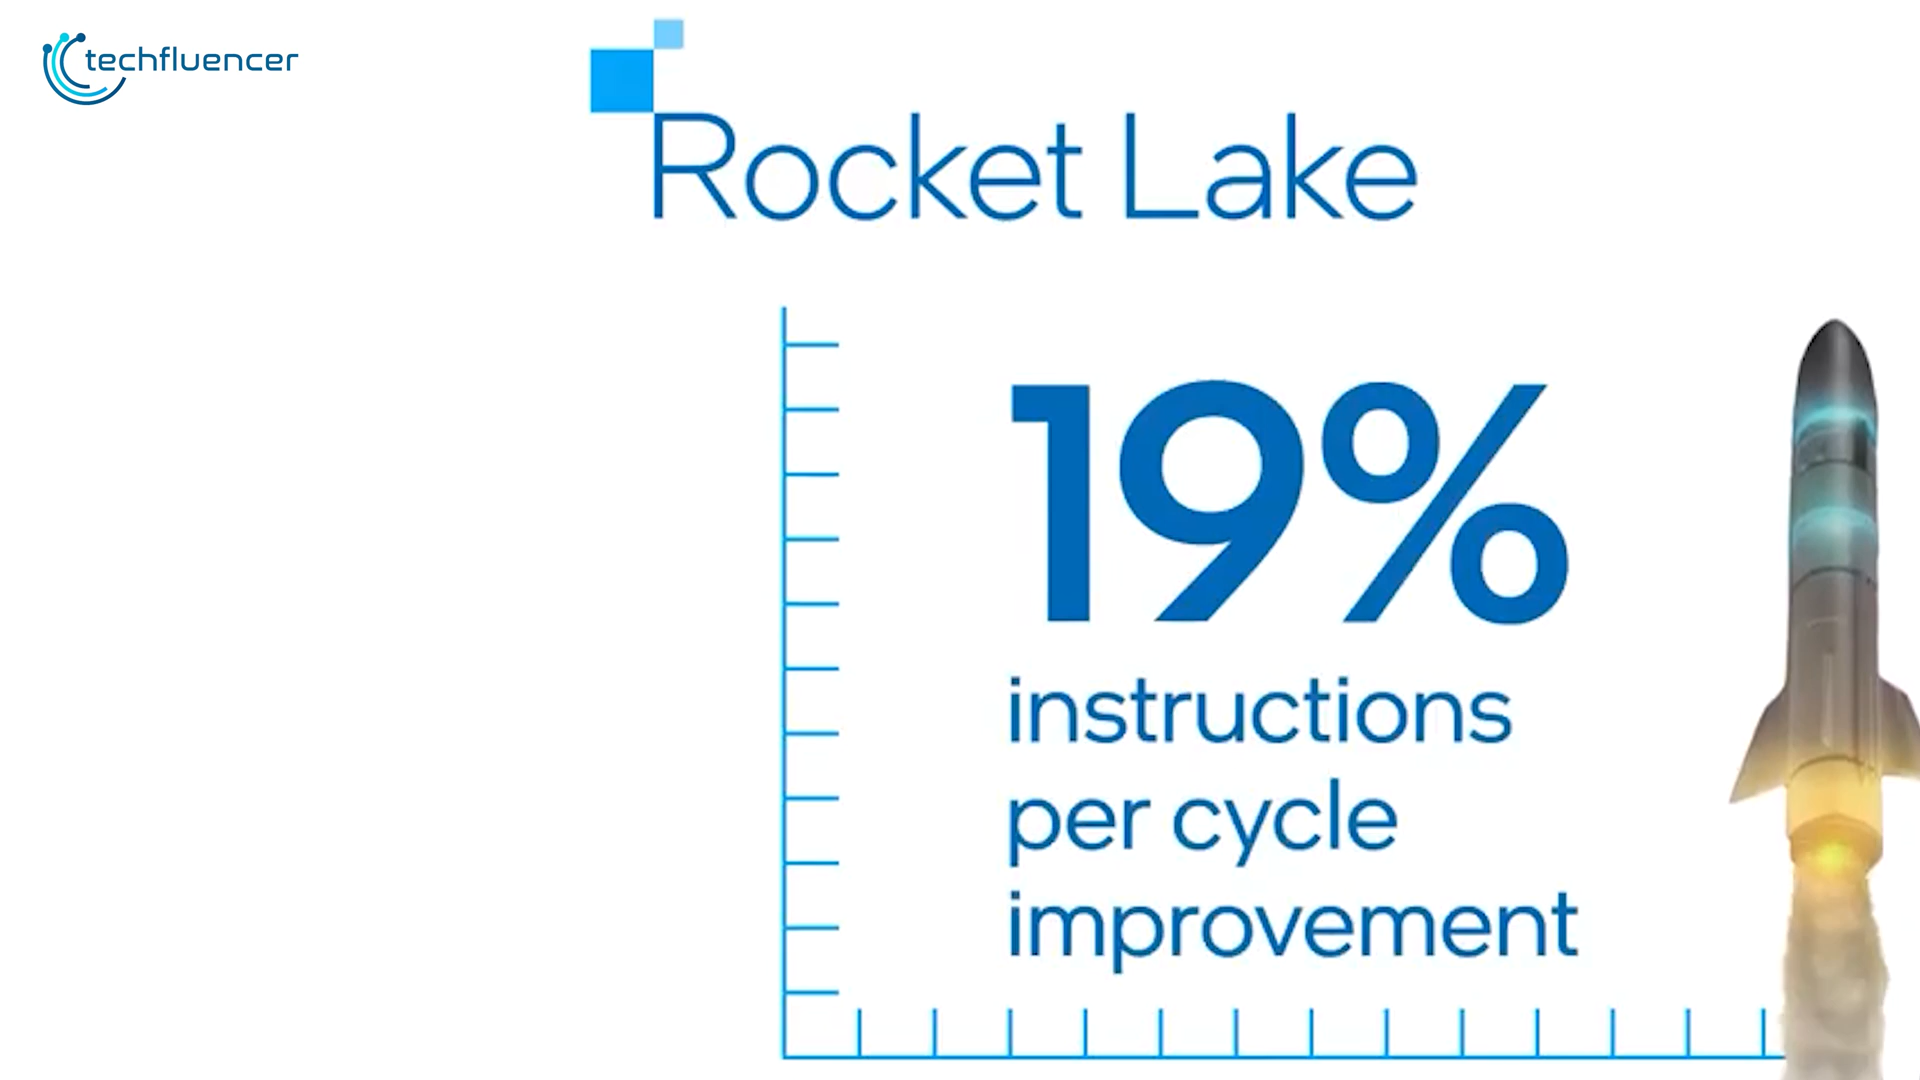 techfluencer
Rocket Lake
19%
instructions
per cycle
improvement